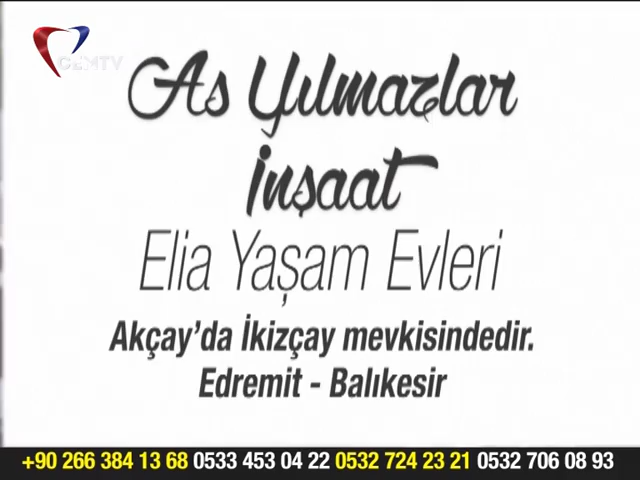 CEMTV
As Yılmazlar
İnşaat
Elia Yaşam Evleri
Akçay'da İkizçay mevkisindedir.
Edremit - Balıkesir
+90 266 384 13 68 0533 453 04 22 0532 724 23 21 0532 706 08 93